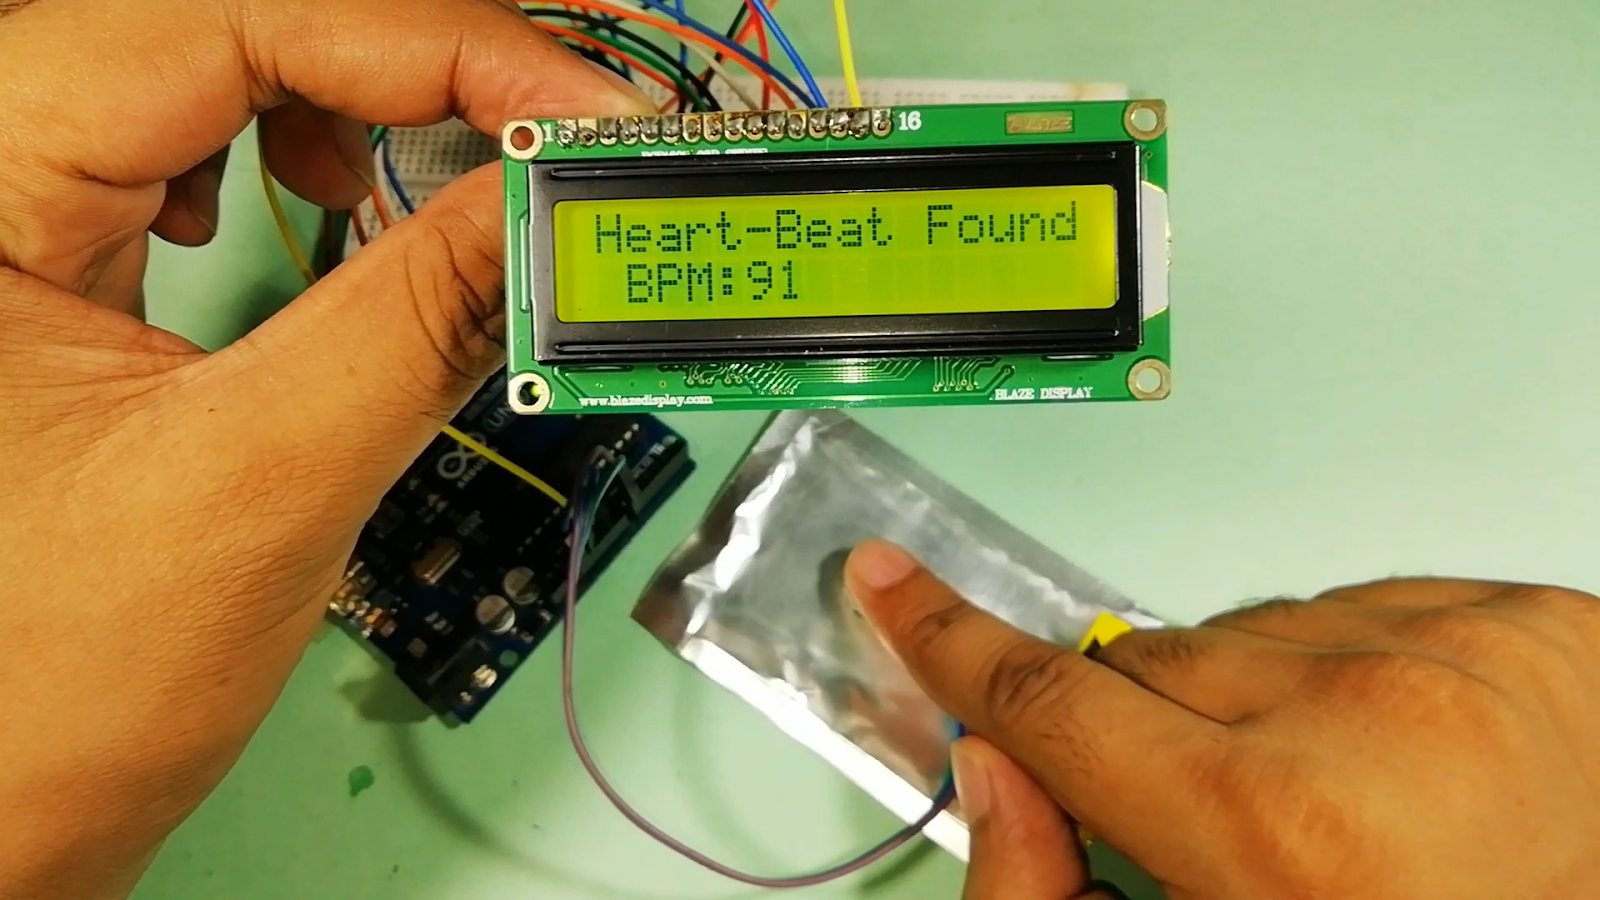 1
16
Heart-Beat Found
BPM:91
www.blazedisplay.com
BLAZE DISPLAY